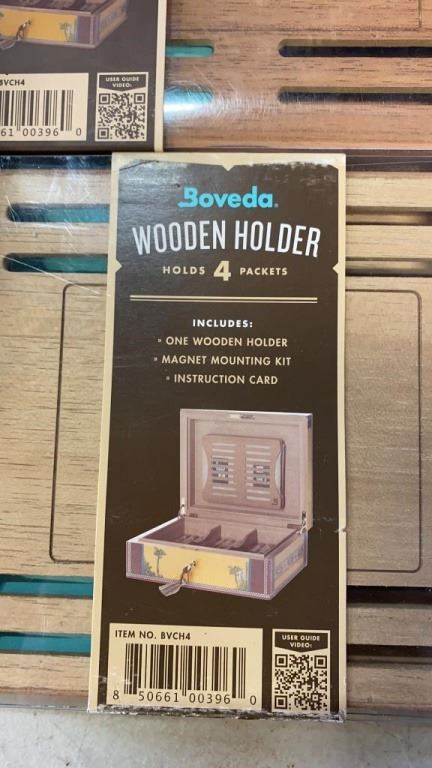 BVCH4
USER GUIDE
VIDEO:
61 00396 0
Boveda
WOODEN HOLDER
HOLDS 4 PACKETS
INCLUDES:
» ONE WOODEN HOLDER
» MAGNET MOUNTING KIT
» INSTRUCTION CARD
ITEM NO. BVCH4
USER GUIDE
VIDEO:
8 50661 00396 0